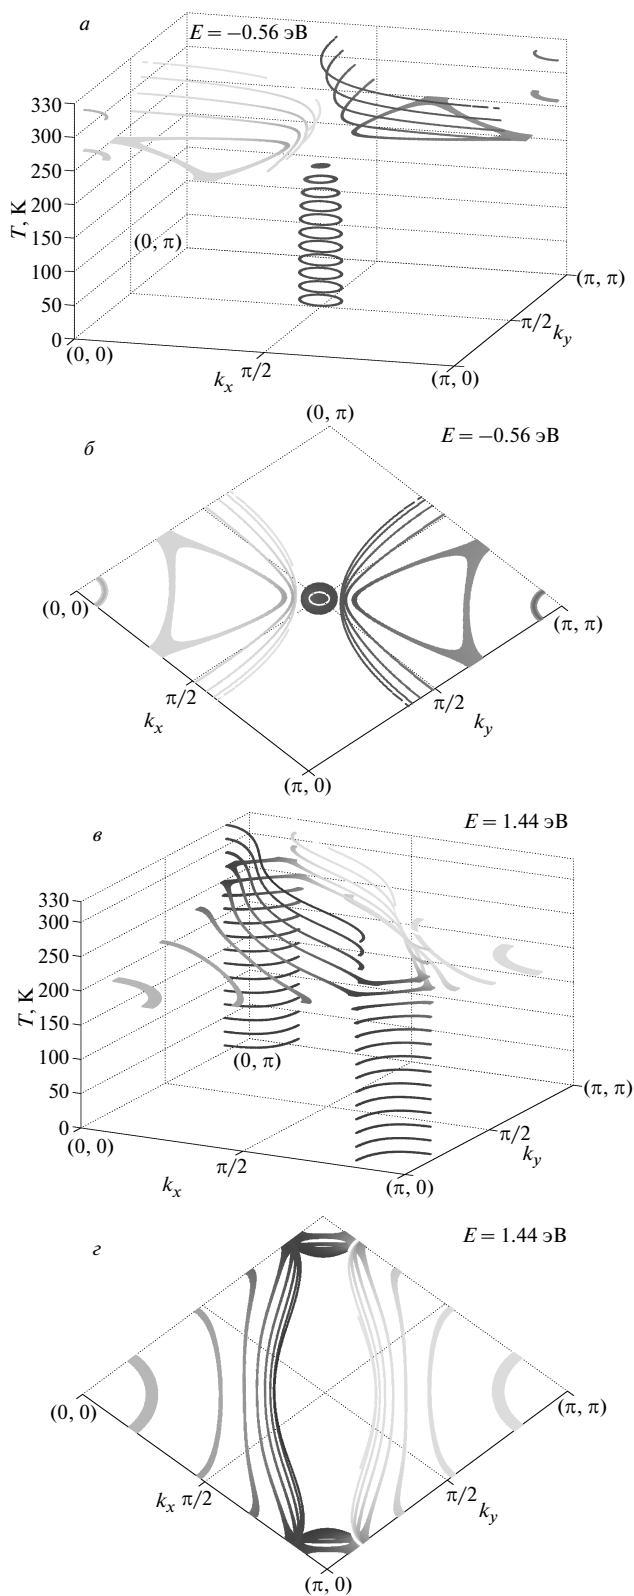 а
E = −0.56 эВ
330
300
250
200
150
100
50
0
T, K
(0, π)
(π, π)
π/2
k_y
(0, 0)
π/2
k_x
(π, 0)
(0, π)
б
E = −0.56 эВ
(0, 0)
(π, π)
π/2
π/2
k_x
k_y
(π, 0)
в
E = 1.44 эВ
330
300
250
200
150
100
50
0
T, K
(0, π)
(π, π)
(0, 0)
π/2
π/2
k_y
k_x
(π, 0)
г
E = 1.44 эВ
(0, 0)
(π, π)
k_x π/2
π/2
k_y
(π, 0)